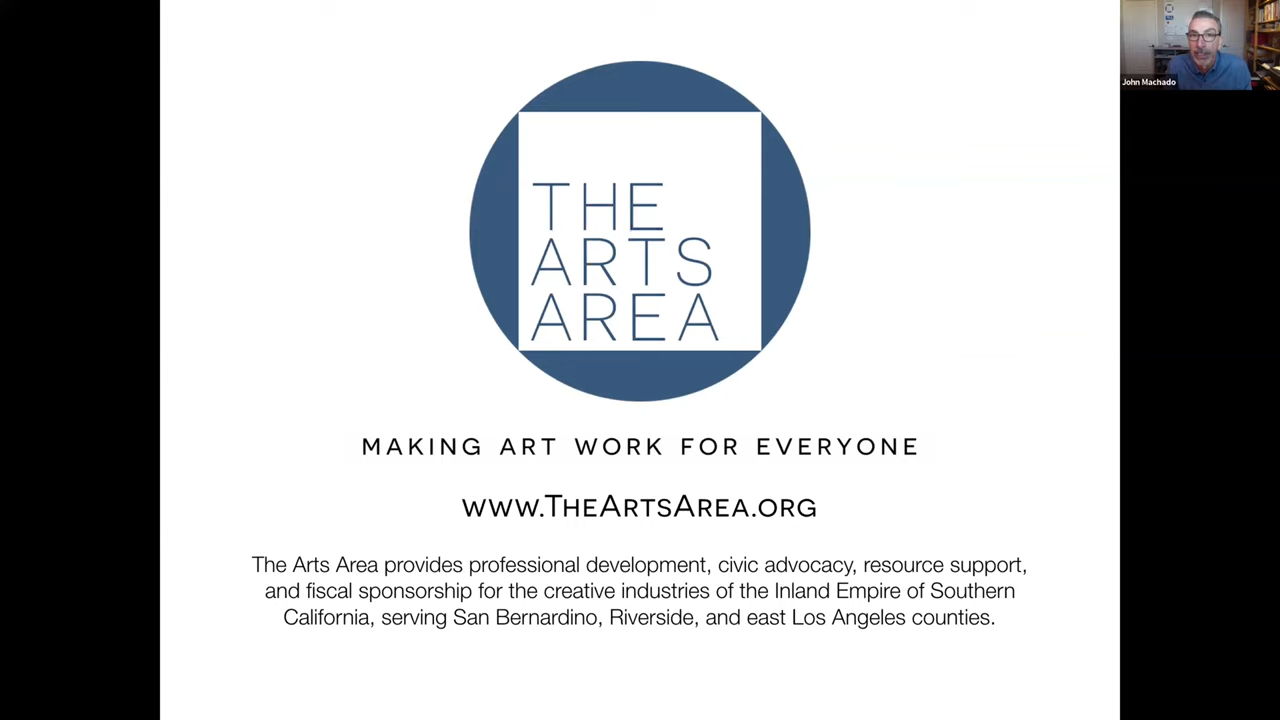 THE
ARTS
AREA
MAKING ART WORK FOR EVERYONE
WWW.THEARTSAREA.ORG
The Arts Area provides professional development, civic advocacy, resource support,
and fiscal sponsorship for the creative industries of the Inland Empire of Southern
California, serving San Bernardino, Riverside, and east Los Angeles counties.
John Machado